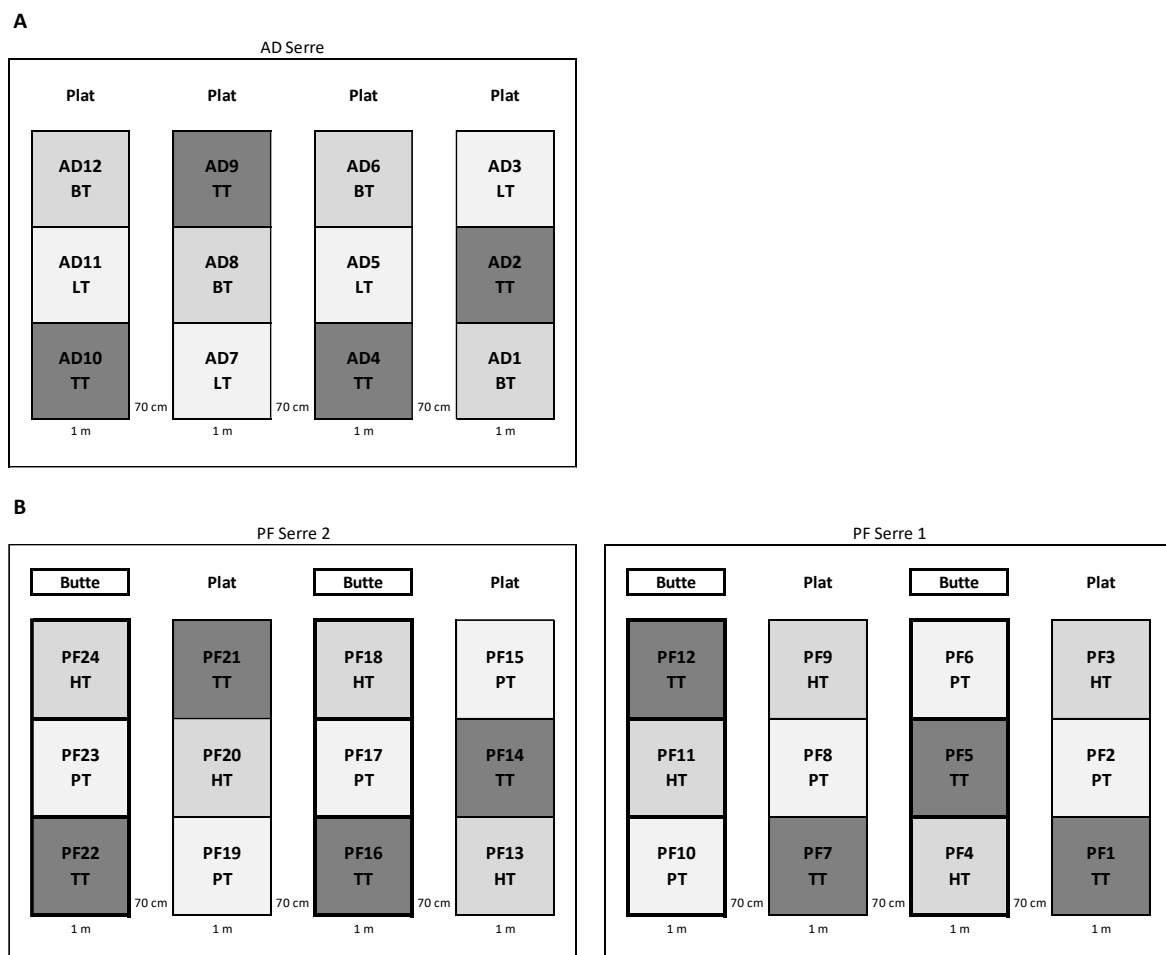 A
AD Serre
Plat Plat Plat Plat
AD12 AD9 AD6 AD3
BT TT BT LT
AD11 AD8 AD5 AD2
LT BT LT TT
AD10 AD7 AD4 AD1
TT LT TT BT
70 cm 70 cm 70 cm
1 m 1 m 1 m 1 m
B
PF Serre 2
Butte Plat Butte Plat
PF24 PF21 PF18 PF15
HT TT HT PT
PF23 PF20 PF17 PF14
PT HT PT TT
PF22 PF19 PF16 PF13
TT PT TT HT
70 cm 70 cm 70 cm
1 m 1 m 1 m 1 m
PF Serre 1
Butte Plat Butte Plat
PF12 PF9 PF6 PF3
TT HT PT HT
PF11 PF8 PF5 PF2
HT PT TT PT
PF10 PF7 PF4 PF1
PT TT HT TT
70 cm 70 cm 70 cm
1 m 1 m 1 m 1 m